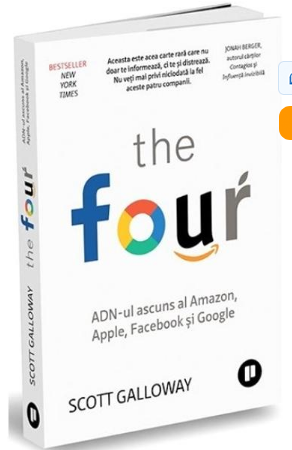 BESTSELLER
NEW
YORK
TIMES
Aceasta este acea carte rară care nu
doar te informează, ci te și distrează.
Nu veți mai privi niciodată la fel
aceste patru companii.
JONAH BERGER,
autorul cărților
Contagios și
Influență invizibilă
the
four
ADN-ul ascuns al Amazon,
Apple, Facebook și Google
SCOTT GALLOWAY
ADN-ul ascuns al Amazon,
Apple, Facebook și Google
the four
SCOTT GALLOWAY